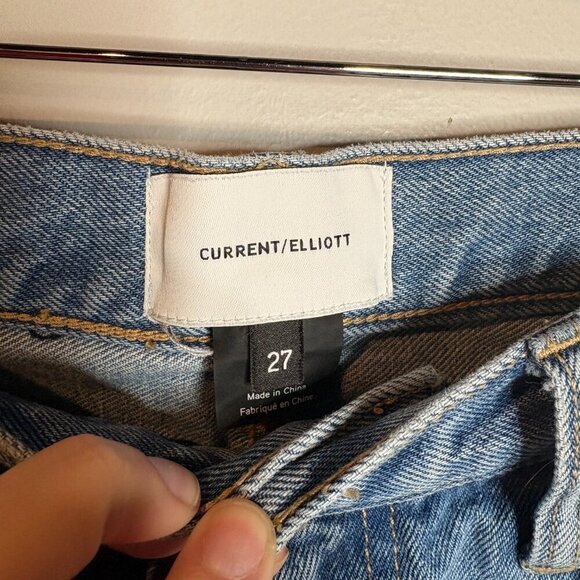 CURRENT/ELLIOTT
27
Made in China
Fabriqué en Chine